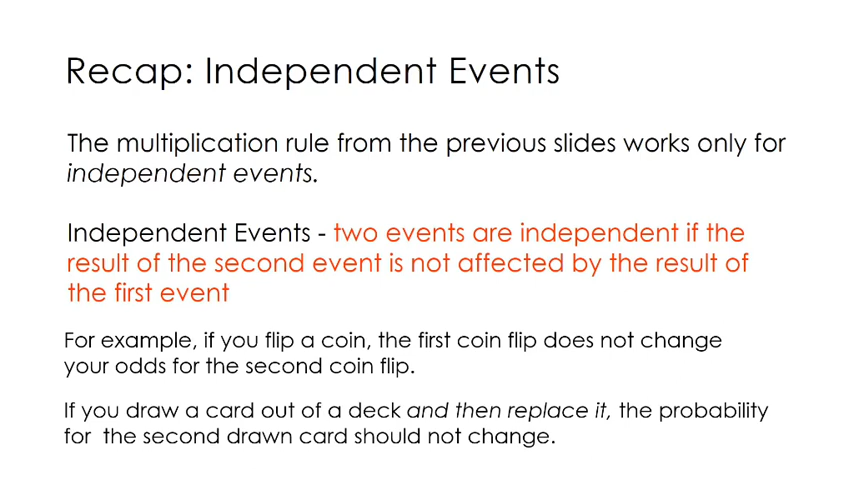 Recap: Independent Events
The multiplication rule from the previous slides works only for
independent events.
Independent Events - two events are independent if the
result of the second event is not affected by the result of
the first event
For example, if you flip a coin, the first coin flip does not change
your odds for the second coin flip.
If you draw a card out of a deck and then replace it, the probability
for the second drawn card should not change.